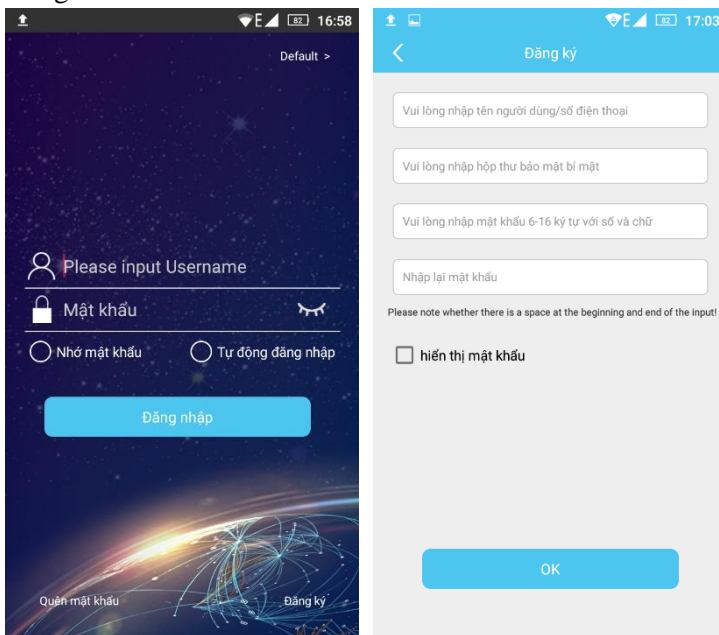 E 82 16:58
Default >
Please input Username
Mật khẩu
Nhớ mật khẩu
Tự động đăng nhập
Đăng nhập
Quên mật khẩu
Đăng ký
E 82 17:03
Đăng ký
Vui lòng nhập tên người dùng/số điện thoại
Vui lòng nhập hộp thư bảo mật bí mật
Vui lòng nhập mật khẩu 6-16 ký tự với số và chữ
Nhập lại mật khẩu
Please note whether there is a space at the beginning and end of the input!
hiển thị mật khẩu
OK